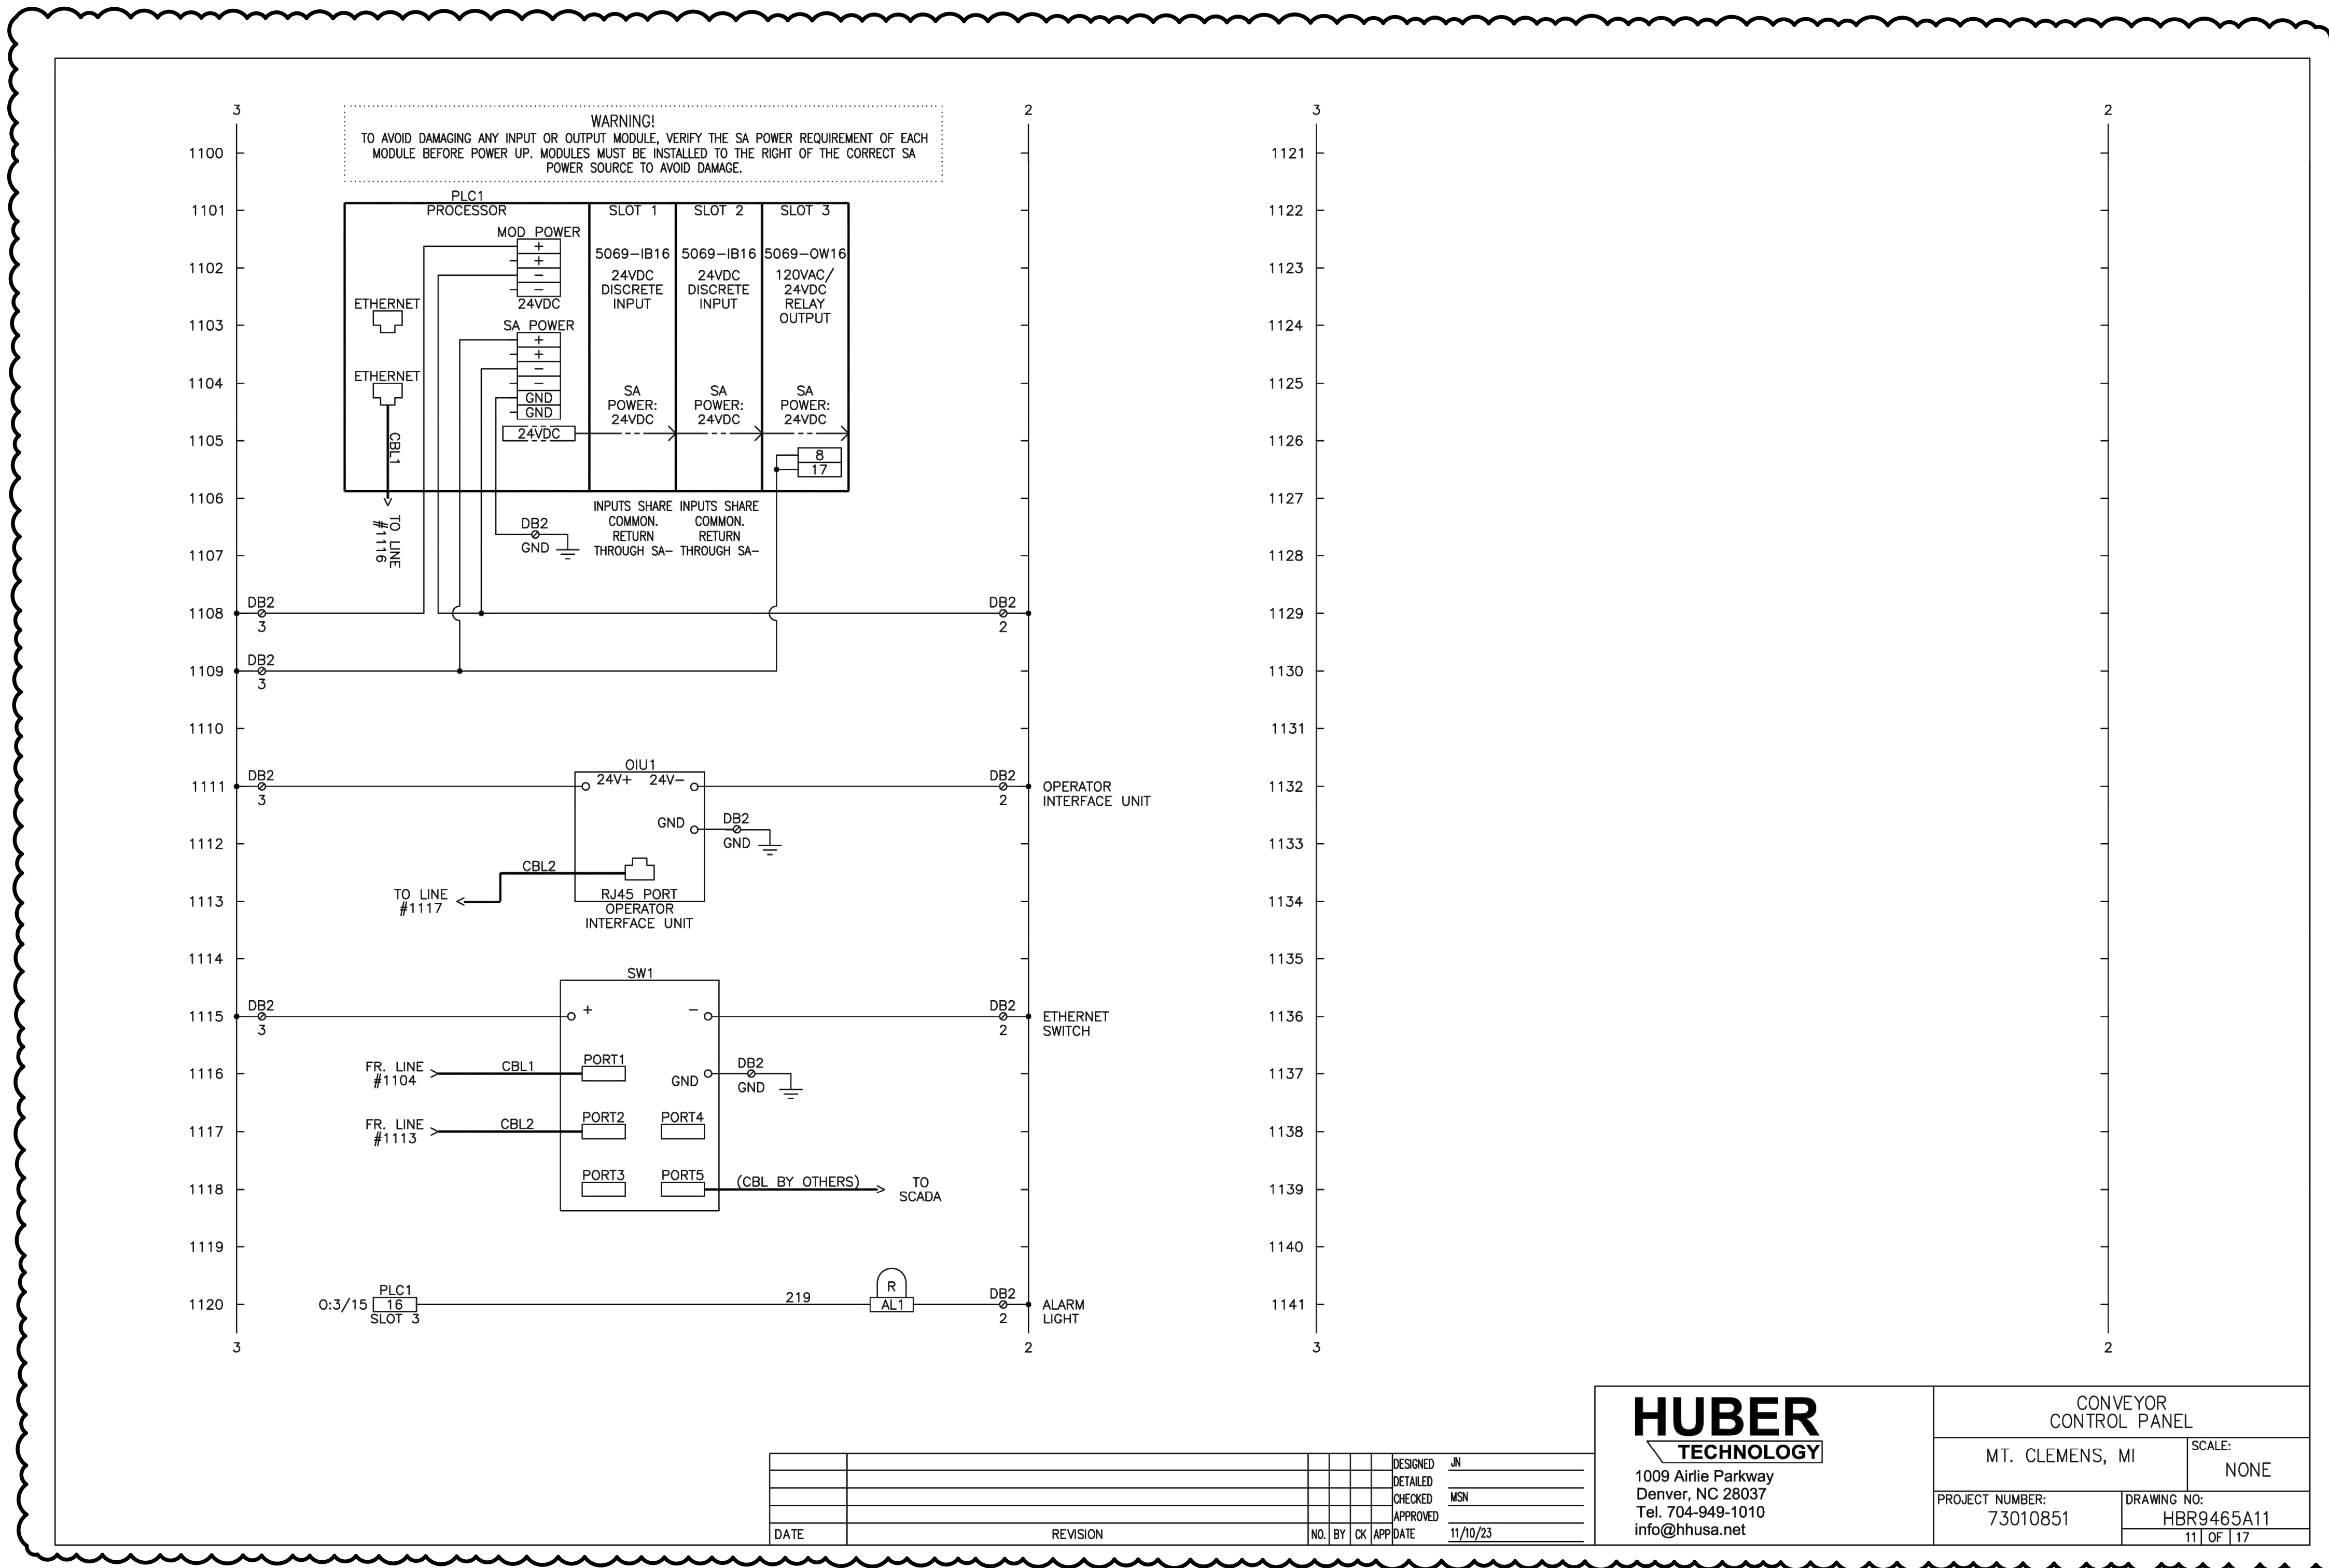 3
2
3
2
WARNING!
TO AVOID DAMAGING ANY INPUT OR OUTPUT MODULE, VERIFY THE SA POWER REQUIREMENT OF EACH
MODULE BEFORE POWER UP. MODULES MUST BE INSTALLED TO THE RIGHT OF THE CORRECT SA
POWER SOURCE TO AVOID DAMAGE.
1100
1101
1102
1103
1104
1105
1106
1107
1108
1109
1110
1111
1112
1113
1114
1115
1116
1117
1118
1119
1120
PLC1
PROCESSOR
SLOT 1
SLOT 2
SLOT 3
MOD POWER
+
+
−
−
24VDC
5069−IB16
24VDC
DISCRETE
INPUT
5069−IB16
24VDC
DISCRETE
INPUT
5069−OW16
120VAC/
24VDC
RELAY
OUTPUT
ETHERNET
SA POWER
+
+
−
−
GND
GND
24VDC
ETHERNET
CBL1
TO LINE
#1116
SA
POWER:
24VDC
SA
POWER:
24VDC
SA
POWER:
24VDC
8
17
INPUTS SHARE
COMMON.
RETURN
THROUGH SA−
INPUTS SHARE
COMMON.
RETURN
THROUGH SA−
DB2
GND
DB2
3
DB2
2
DB2
3
DB2
3
OIU1
24V+ 24V−
DB2
2
OPERATOR
INTERFACE UNIT
GND
DB2
GND
CBL2
TO LINE
#1117
RJ45 PORT
OPERATOR
INTERFACE UNIT
SW1
DB2
3
+
−
DB2
2
ETHERNET
SWITCH
FR. LINE
#1104
CBL1
PORT1
GND
DB2
GND
FR. LINE
#1113
CBL2
PORT2
PORT4
PORT3
PORT5
(CBL BY OTHERS)
TO
SCADA
O:3/15
PLC1
16
SLOT 3
219
R
AL1
DB2
2
ALARM
LIGHT
3
2
1121
1122
1123
1124
1125
1126
1127
1128
1129
1130
1131
1132
1133
1134
1135
1136
1137
1138
1139
1140
1141
3
2
DATE
REVISION
NO. BY CK APP
DESIGNED JN
DETAILED
CHECKED MSN
APPROVED
DATE 11/10/23
HUBER
TECHNOLOGY
1009 Airlie Parkway
Denver, NC 28037
Tel. 704-949-1010
info@hhusa.net
CONVEYOR
CONTROL PANEL
MT. CLEMENS, MI
SCALE:
NONE
PROJECT NUMBER:
73010851
DRAWING NO:
HBR9465A11
11 OF 17